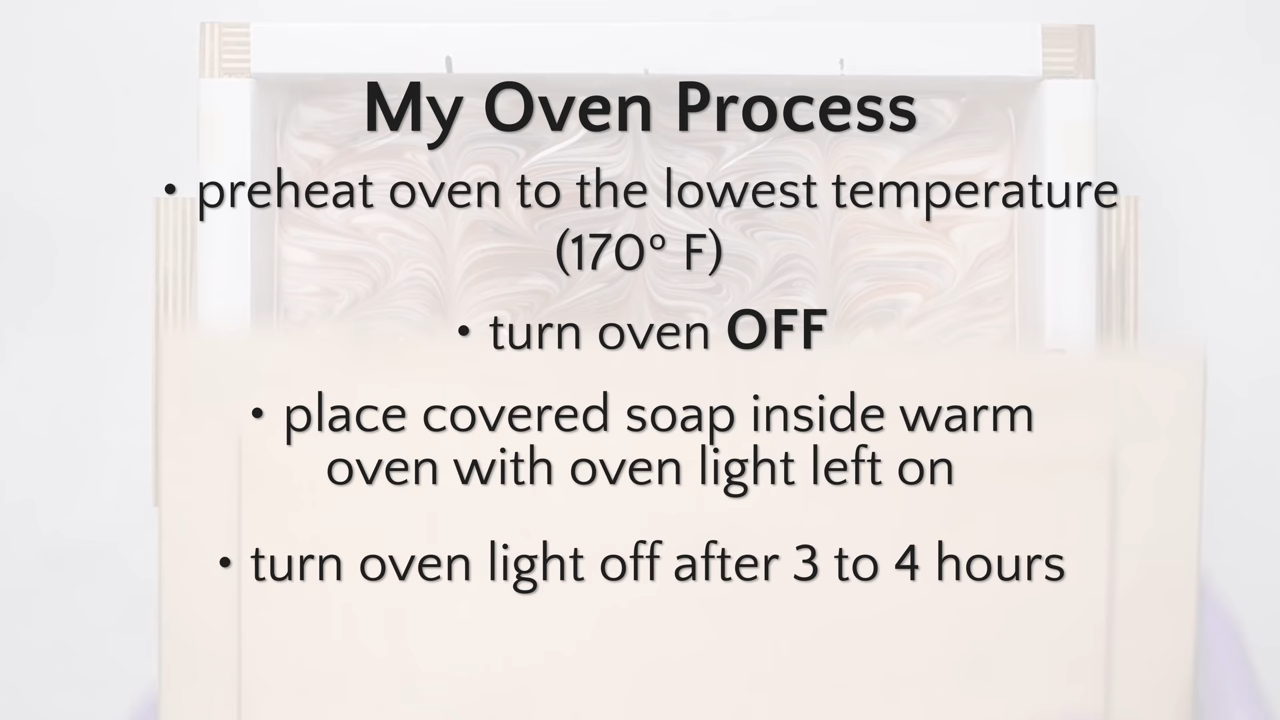 My Oven Process
• preheat oven to the lowest temperature
(170º F)
• turn oven OFF
• place covered soap inside warm
oven with oven light left on
• turn oven light off after 3 to 4 hours